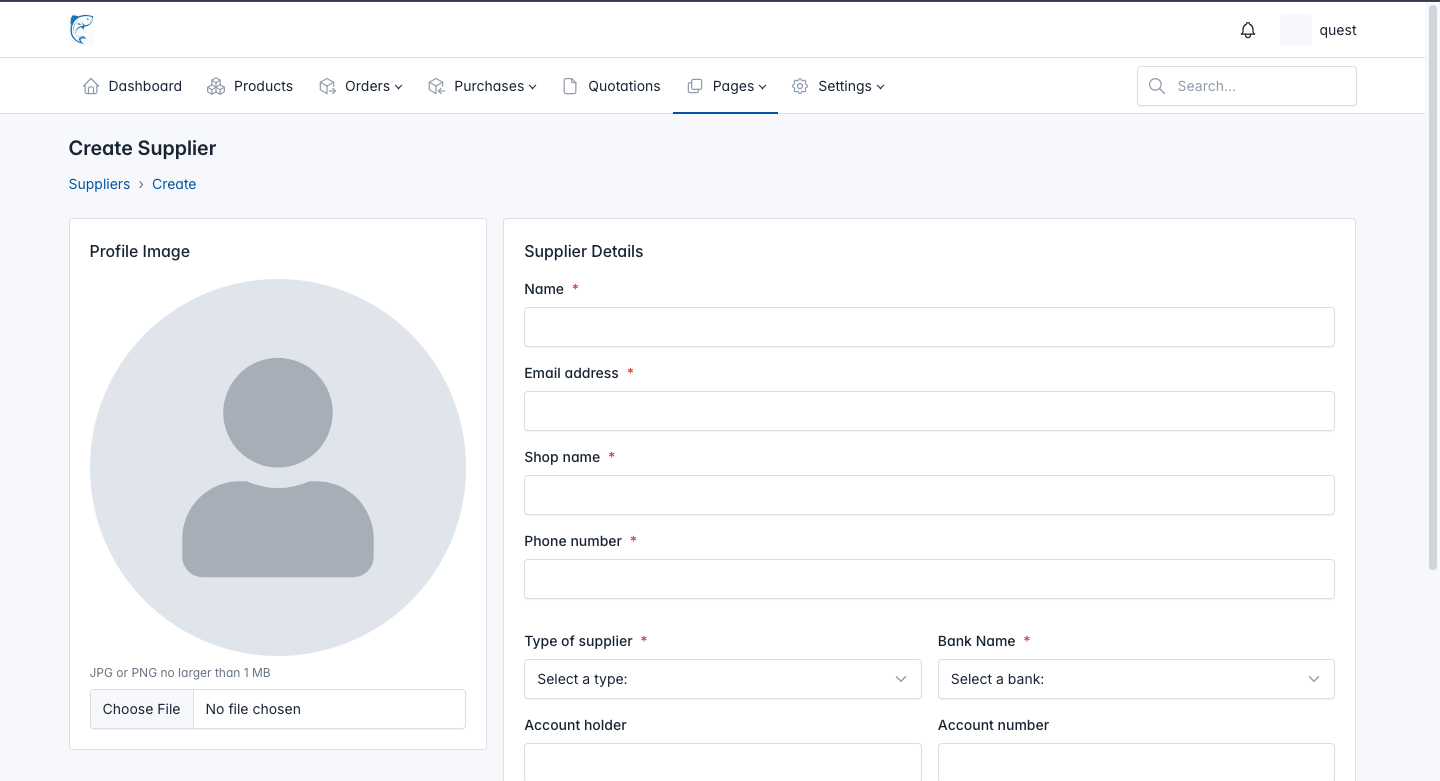 quest
Dashboard Products Orders Purchases Quotations Pages Settings Search...
Create Supplier
Suppliers › Create
Profile Image
JPG or PNG no larger than 1 MB
Choose File No file chosen
Supplier Details
Name *
Email address *
Shop name *
Phone number *
Type of supplier * Bank Name *
Select a type: Select a bank:
Account holder Account number